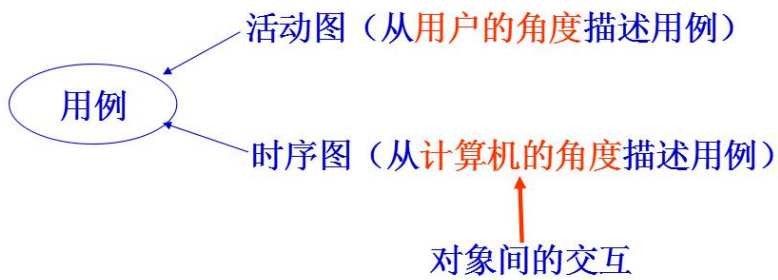 活动图（从用户的角度描述用例）
用例
时序图（从计算机的角度描述用例）
对象间的交互